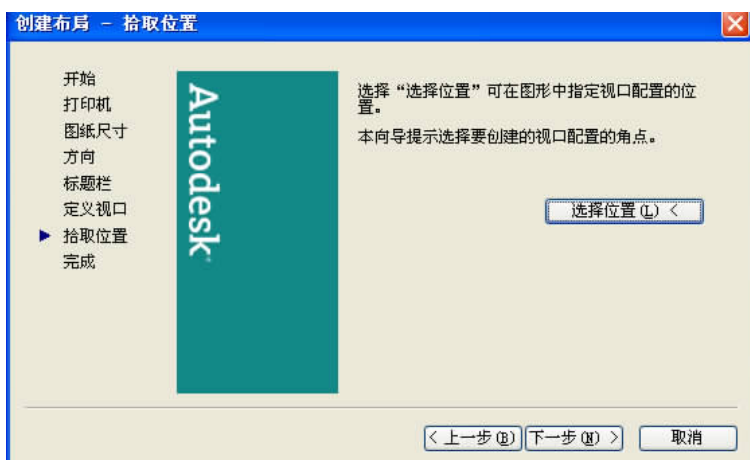 创建布局 - 拾取位置
开始
打印机
图纸尺寸
方向
标题栏
定义视口
拾取位置
完成
Autodesk
选择“选择位置”可在图形中指定视口配置的位
置。
本向导提示选择要创建的视口配置的角点。
选择位置(L) <
< 上一步(B)
下一步(N) >
取消